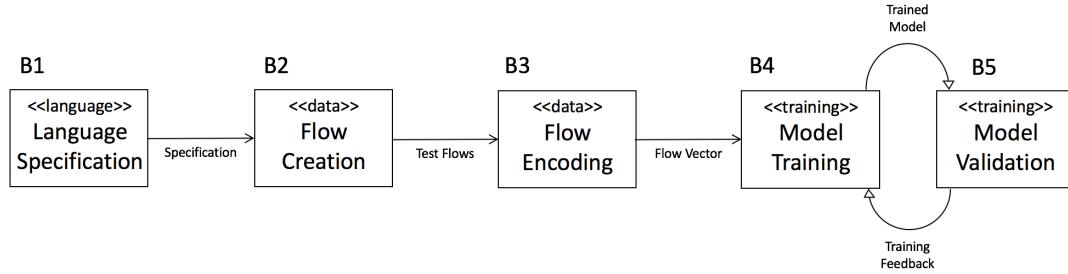 Trained
Model
B1
B2
B3
B4
B5
<<language>>
Language
Specification
Specification
<<data>>
Flow
Creation
Test Flows
<<data>>
Flow
Encoding
Flow Vector
<<training>>
Model
Training
<<training>>
Model
Validation
Training
Feedback